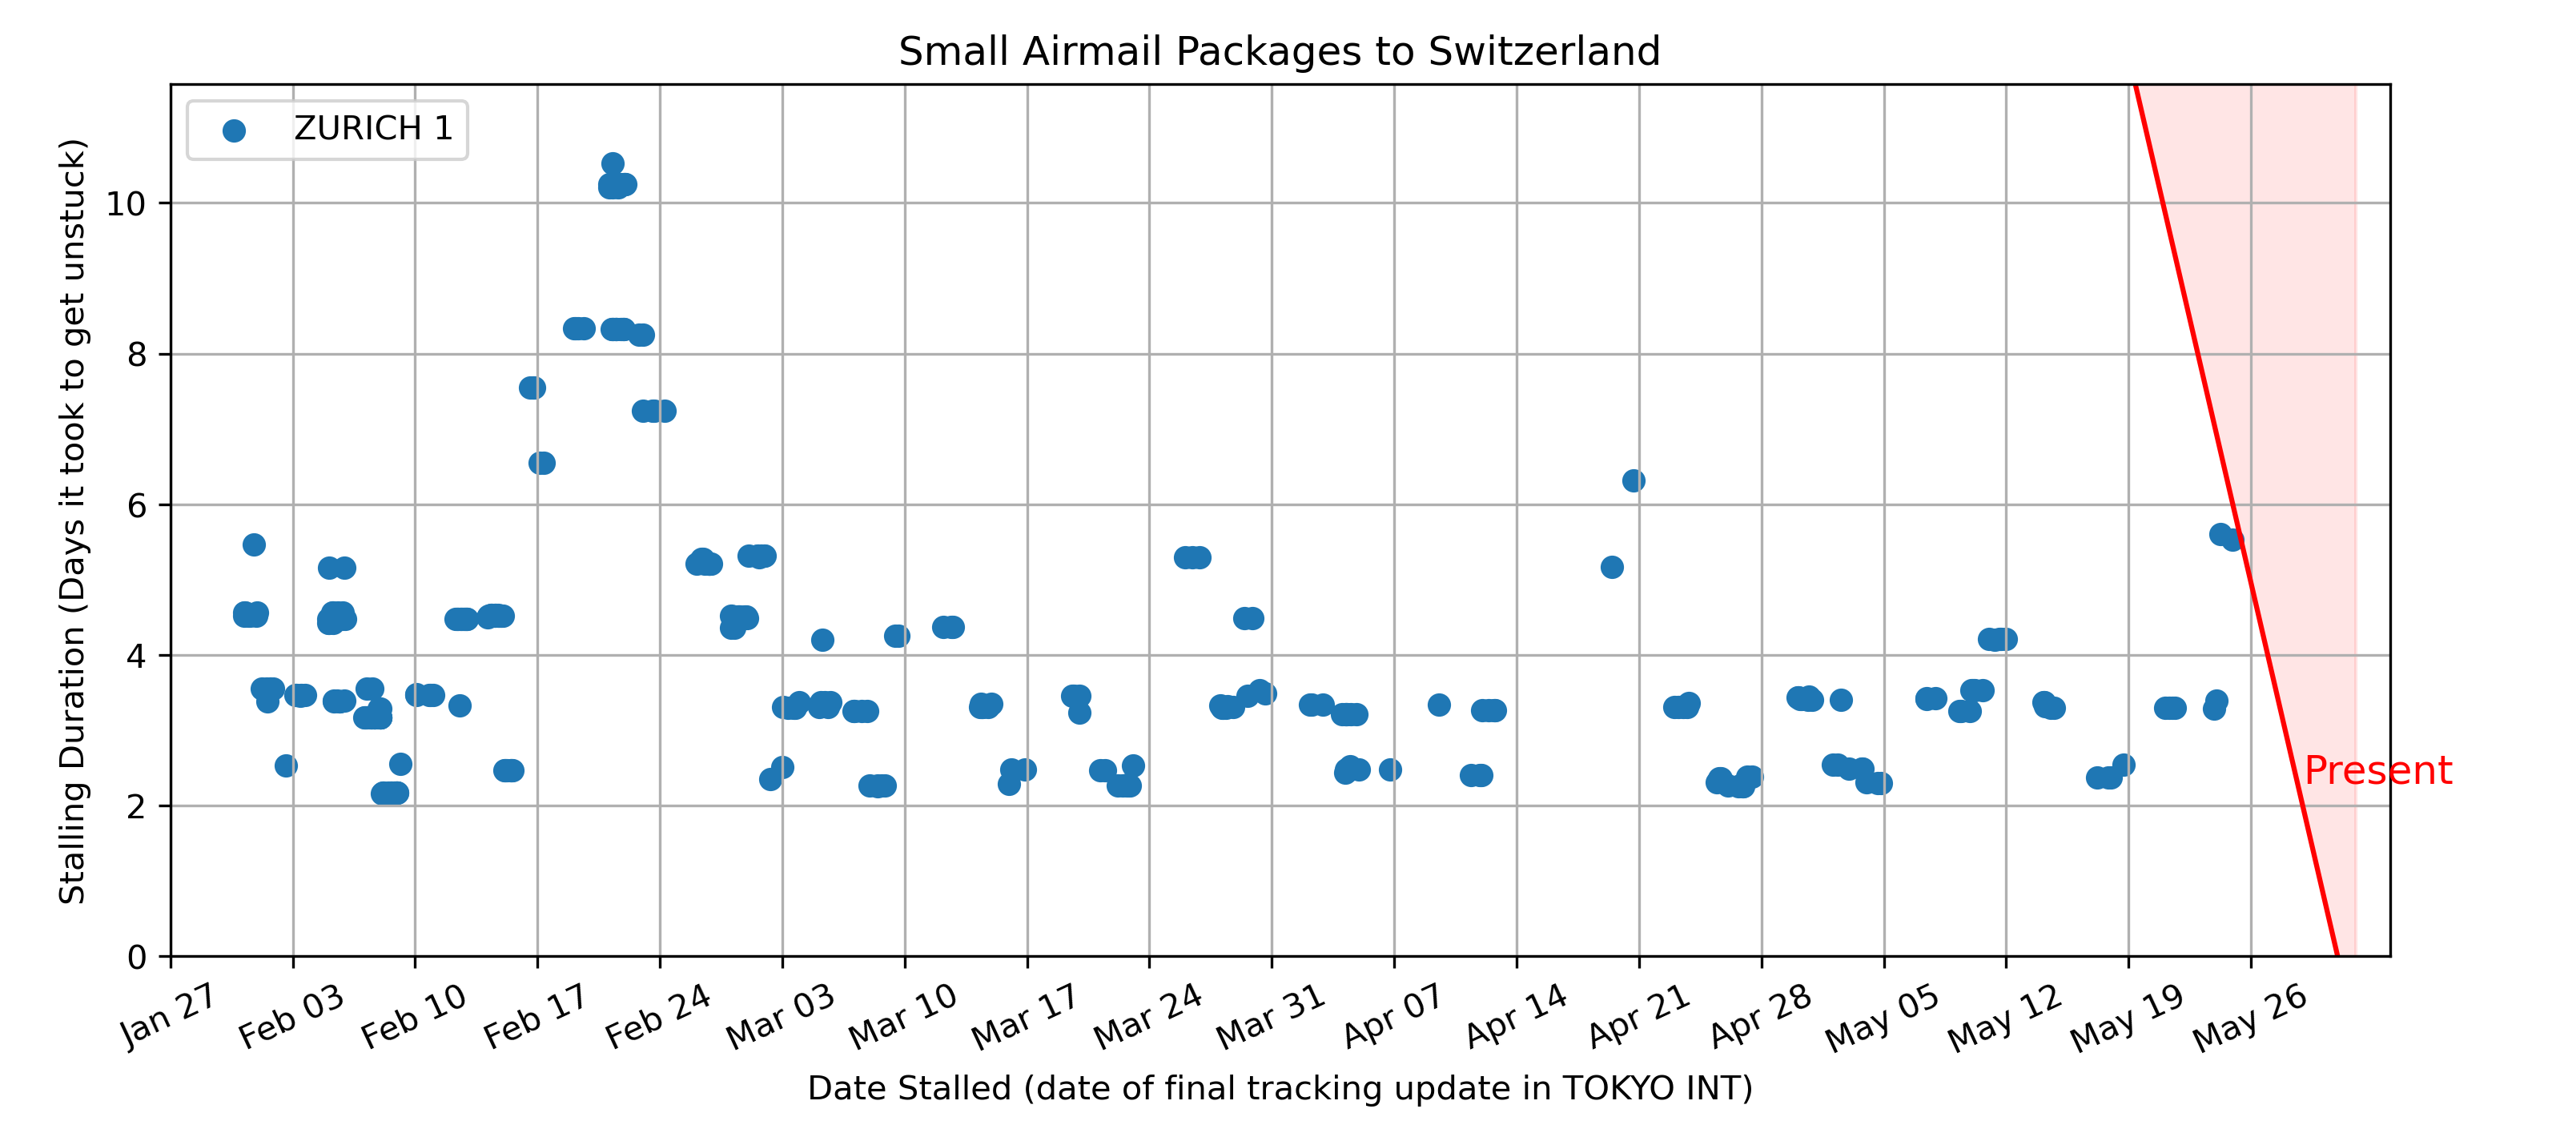 Small Airmail Packages to Switzerland
ZURICH 1
Stalling Duration (Days it took to get unstuck)
10
8
6
4
2
0
Present
Jan 27
Feb 03
Feb 10
Feb 17
Feb 24
Mar 03
Mar 10
Mar 17
Mar 24
Mar 31
Apr 07
Apr 14
Apr 21
Apr 28
May 05
May 12
May 19
May 26
Date Stalled (date of final tracking update in TOKYO INT)